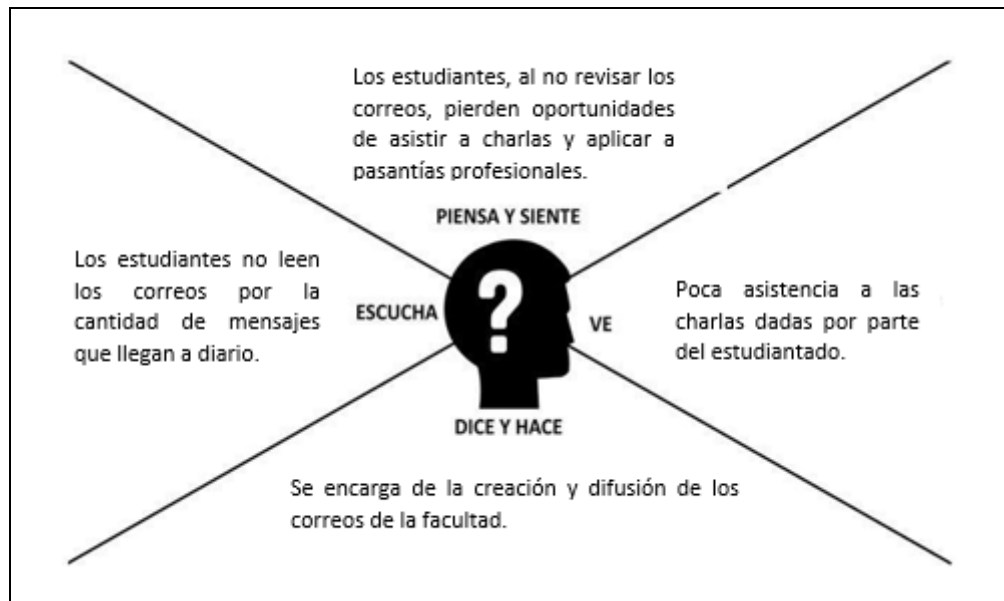 Los estudiantes, al no revisar los
correos, pierden oportunidades
de asistir a charlas y aplicar a
pasantías profesionales.
PIENSA Y SIENTE
Los estudiantes no leen
los correos por la
cantidad de mensajes
que llegan a diario.
ESCUCHA
?
VE
Poca asistencia a las
charlas dadas por parte
del estudiantado.
DICE Y HACE
Se encarga de la creación y difusión de los
correos de la facultad.